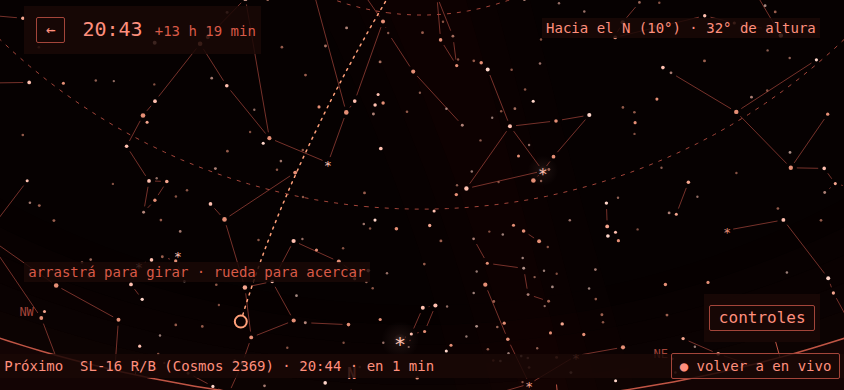 ← 20:43 +13 h 19 min
Hacia el N (10°) · 32° de altura
arrastrá para girar · rueda para acercar
NW
controles
NE
N
Próximo SL-16 R/B (Cosmos 2369) · 20:44 · en 1 min
● volver a en vivo